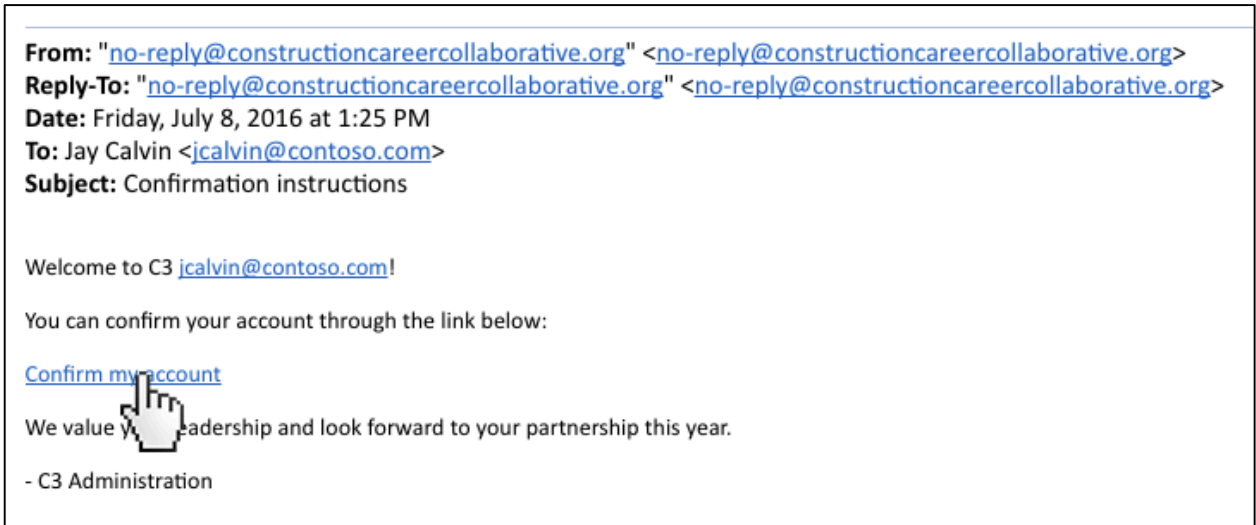 From: "no-reply@constructioncareercollaborative.org" <no-reply@constructioncareercollaborative.org>
Reply-To: "no-reply@constructioncareercollaborative.org" <no-reply@constructioncareercollaborative.org>
Date: Friday, July 8, 2016 at 1:25 PM
To: Jay Calvin <jcalvin@contoso.com>
Subject: Confirmation instructions
Welcome to C3 jcalvin@contoso.com!
You can confirm your account through the link below:
Confirm my account
We value your leadership and look forward to your partnership this year.
- C3 Administration